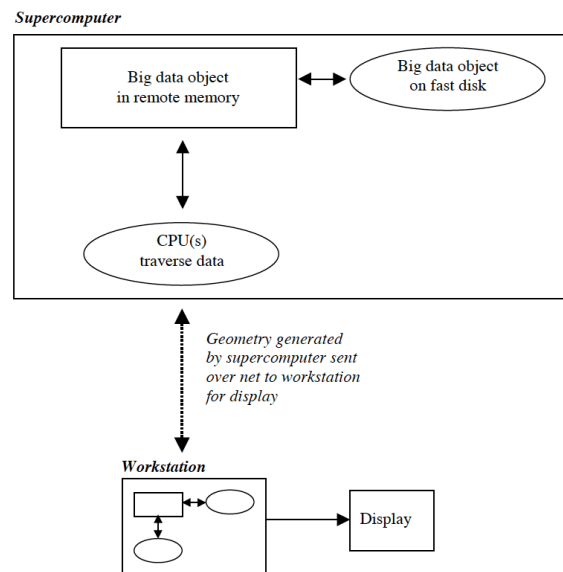 Supercomputer
Big data object
in remote memory
Big data object
on fast disk
CPU(s)
traverse data
Geometry generated
by supercomputer sent
over net to workstation
for display
Workstation
Display